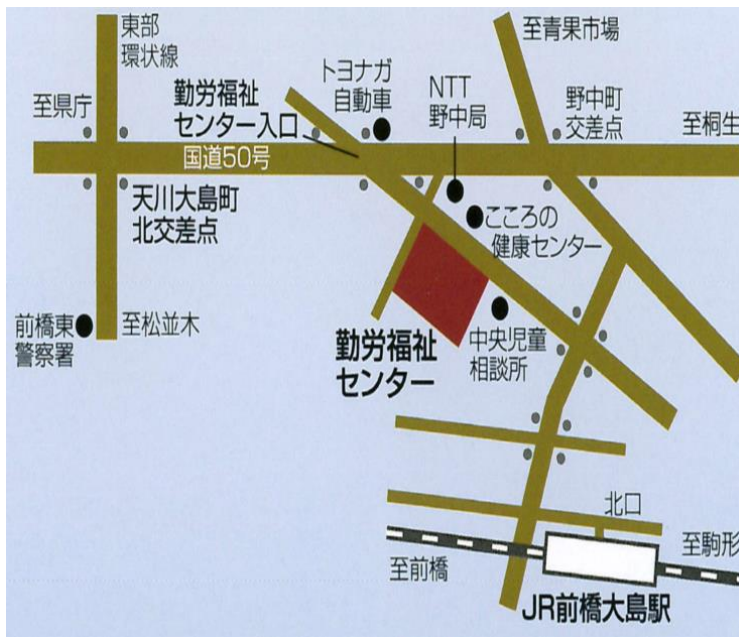 東部
環状線
至青果市場
トヨナガ
自動車
NTT
野中局
野中町
交差点
至県庁
勤労福祉
センター入口
至桐生
国道50号
天川大島町
北交差点
こころの
健康センター
前橋東
警察署
至松並木
勤労福祉
センター
中央児童
相談所
北口
至前橋
至駒形
JR前橋大島駅